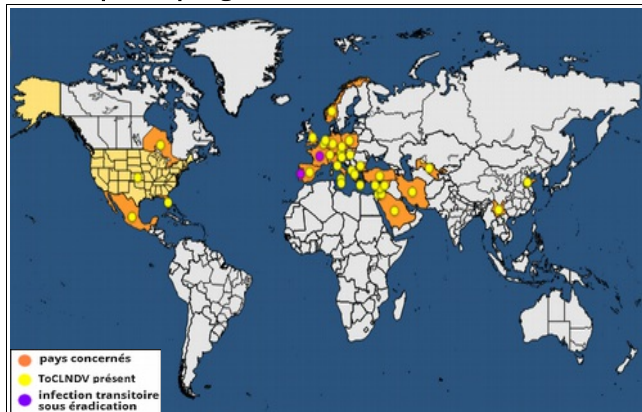 pays concernés
ToCLNDV présent
infection transitoire
sous éradication